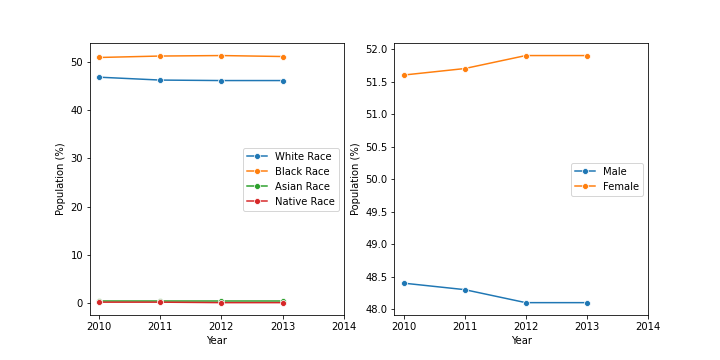 50
40
30
20
10
0
Population (%)
White Race
Black Race
Asian Race
Native Race
2010 2011 2012 2013 2014
Year
52.0
51.5
51.0
50.5
50.0
49.5
49.0
48.5
48.0
Population (%)
Male
Female
2010 2011 2012 2013 2014
Year